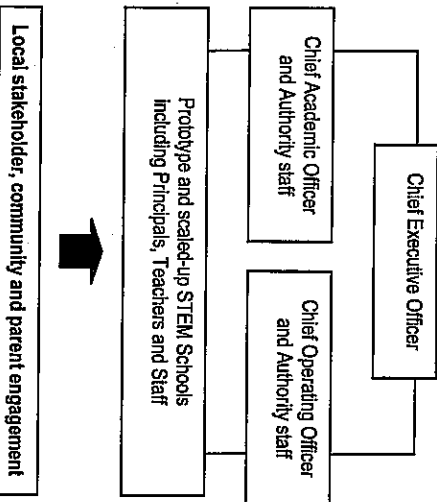 Chief Executive Officer
Chief Academic Officer
and Authority staff
Chief Operating Officer
and Authority staff
Prototype and scaled-up STEM Schools
including Principals, Teachers and Staff
Local stakeholder, community and parent engagement